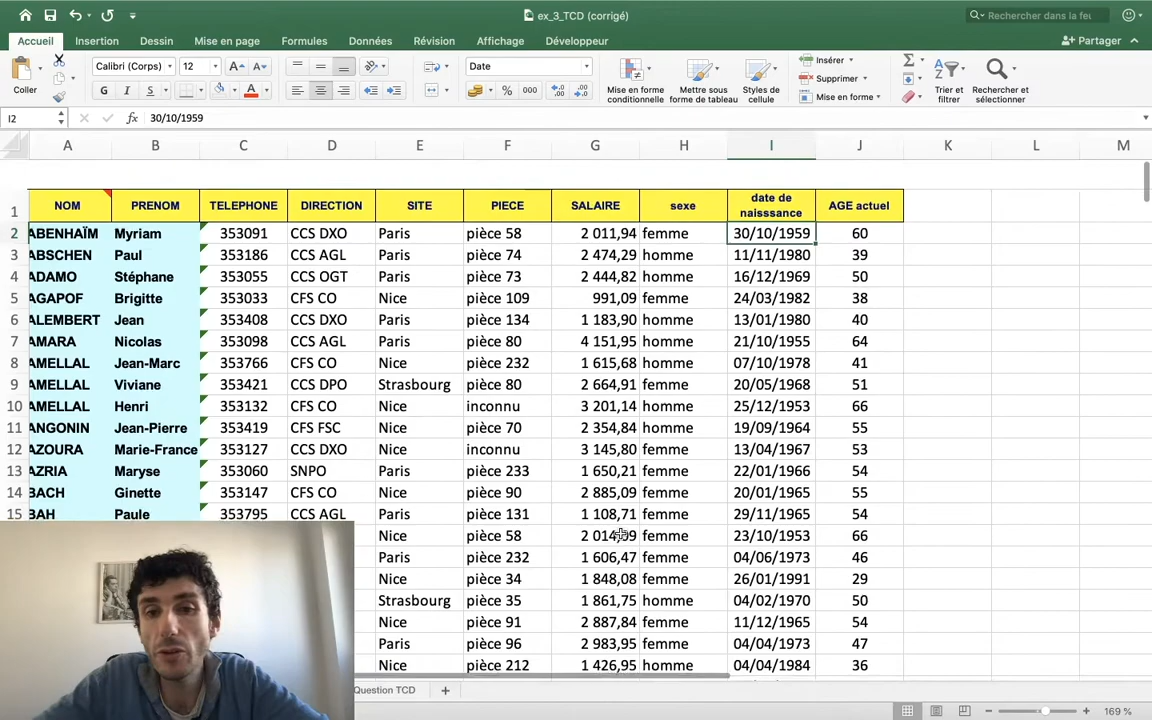 ex_3_TCD (corrigé)
Rechercher dans la feu
Accueil Insertion Dessin Mise en page Formules Données Révision Affichage Développeur
Partager
Coller
Calibri (Corps) 12 A A
G I S A
Date
% 000
Mise en forme conditionnelle
Mettre sous forme de tableau
Styles de cellule
Insérer
Supprimer
Mise en forme
Trier et filtrer
Rechercher et sélectionner
I2 fx 30/10/1959
A B C D E F G H I J K L M
1 NOM PRENOM TELEPHONE DIRECTION SITE PIECE SALAIRE sexe date de naisssance AGE actuel
2 ABENHAÏM Myriam 353091 CCS DXO Paris pièce 58 2 011,94 femme 30/10/1959 60
3 ABSCHEN Paul 353186 CCS AGL Paris pièce 74 2 474,29 homme 11/11/1980 39
4 ADAMO Stéphane 353055 CCS OGT Paris pièce 73 2 444,82 homme 16/12/1969 50
5 AGAPOF Brigitte 353033 CFS CO Nice pièce 109 991,09 femme 24/03/1982 38
6 ALEMBERT Jean 353408 CCS DXO Paris pièce 134 1 183,90 homme 13/01/1980 40
7 AMARA Nicolas 353098 CCS AGL Paris pièce 80 4 151,95 homme 21/10/1955 64
8 AMELLAL Jean-Marc 353766 CFS CO Nice pièce 232 1 615,68 homme 07/10/1978 41
9 AMELLAL Viviane 353421 CCS DPO Strasbourg pièce 80 2 664,91 femme 20/05/1968 51
10 AMELLAL Henri 353132 CFS CO Nice inconnu 3 201,14 homme 25/12/1953 66
11 ANGONIN Jean-Pierre 353419 CFS FSC Nice pièce 70 2 354,84 homme 19/09/1964 55
12 AZOURA Marie-France 353127 CCS DXO Nice inconnu 3 145,80 femme 13/04/1967 53
13 AZRIA Maryse 353060 SNPO Paris pièce 233 1 650,21 femme 22/01/1966 54
14 BACH Ginette 353147 CFS CO Nice pièce 90 2 885,09 femme 20/01/1965 55
15 BAH Paule 353795 CCS AGL Paris pièce 131 1 108,71 femme 29/11/1965 54
Nice pièce 58 femme 23/10/1953 66
Paris pièce 232 1 606,47 femme 04/06/1973 46
Nice pièce 34 1 848,08 femme 26/01/1991 29
Strasbourg pièce 35 1 861,75 homme 04/02/1970 50
Nice pièce 91 2 887,84 femme 11/12/1965 54
Paris pièce 96 2 983,95 femme 04/04/1973 47
Nice pièce 212 1 426,95 homme 04/04/1984 36
Question TCD
169 %